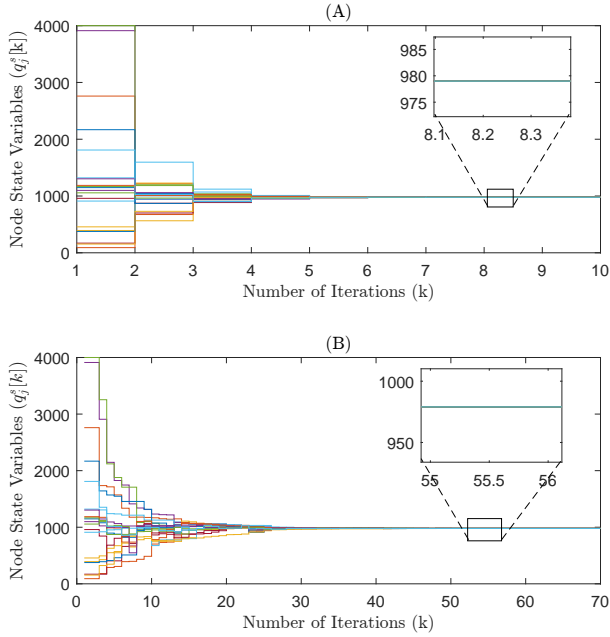 (A)
Node State Variables (q_j^s[k])
4000
3000
2000
1000
0
985
980
975
8.1 8.2 8.3
1 2 3 4 5 6 7 8 9 10
Number of Iterations (k)
(B)
Node State Variables (q_j^s[k])
4000
3000
2000
1000
0
1000
950
55 55.5 56
0 10 20 30 40 50 60 70
Number of Iterations (k)